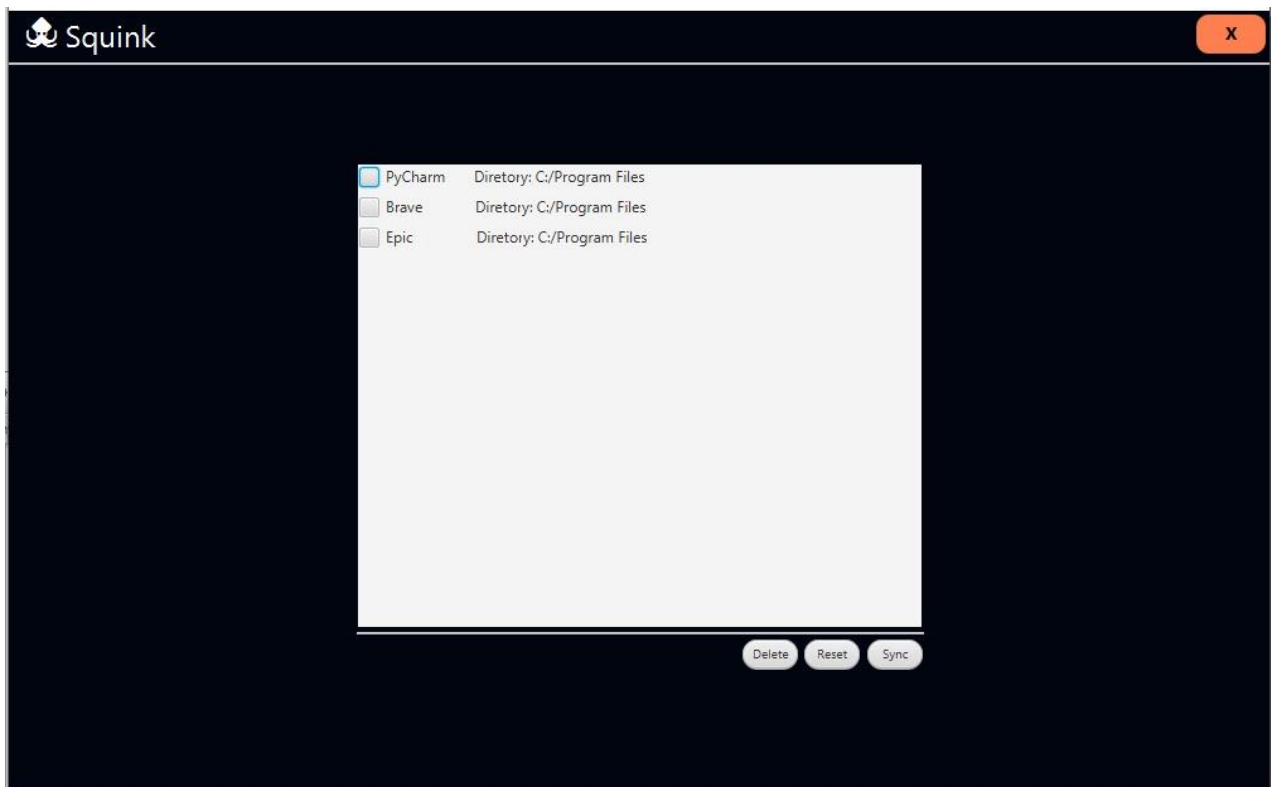 Squink
X
PyCharm Diretory: C:/Program Files
Brave Diretory: C:/Program Files
Epic Diretory: C:/Program Files
Delete Reset Sync